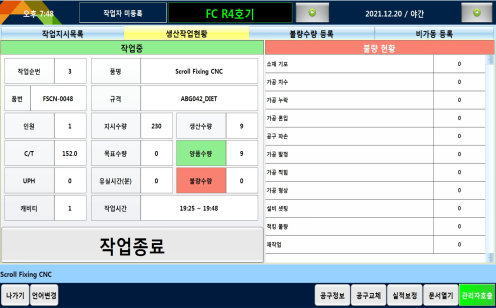 오후 7:48 작업자 미등록 FC R4호기 2021.12.20 / 야간
작업지시목록 생산작업현황 불량수량 등록 비가동 등록
작업중 불량 현황
작업순번 3 품명 Scroll Fixing CNC
품번 FSCN-0048 규격 ABG042_DIET
인원 1 지시수량 230 생산수량 9
C/T 152.0 목표수량 0 양품수량 9
UPH 0 유실시간(분) 0 불량수량 0
캐비티 1 작업시간 19:25 ~ 19:48
작업종료
소재 기포 0
가공 치수 0
가공 누락 0
가공 혼입 0
공구 파손 0
가공 떨림 0
가공 찍힘 0
가공 형상 0
설비 셋팅 0
적킹 불량 0
재작업 0
Scroll Fixing CNC
나가기 언어변경 공구정보 공구교체 실적보정 문서열기 관리자호출